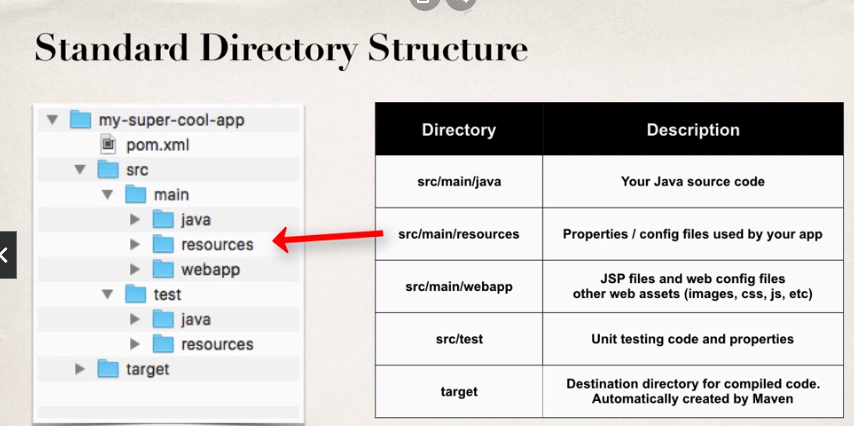 Standard Directory Structure
my-super-cool-app
pom.xml
src
main
java
resources
webapp
test
java
resources
target
Directory
Description
src/main/java
Your Java source code
src/main/resources
Properties / config files used by your app
src/main/webapp
JSP files and web config files
other web assets (images, css, js, etc)
src/test
Unit testing code and properties
target
Destination directory for compiled code.
Automatically created by Maven